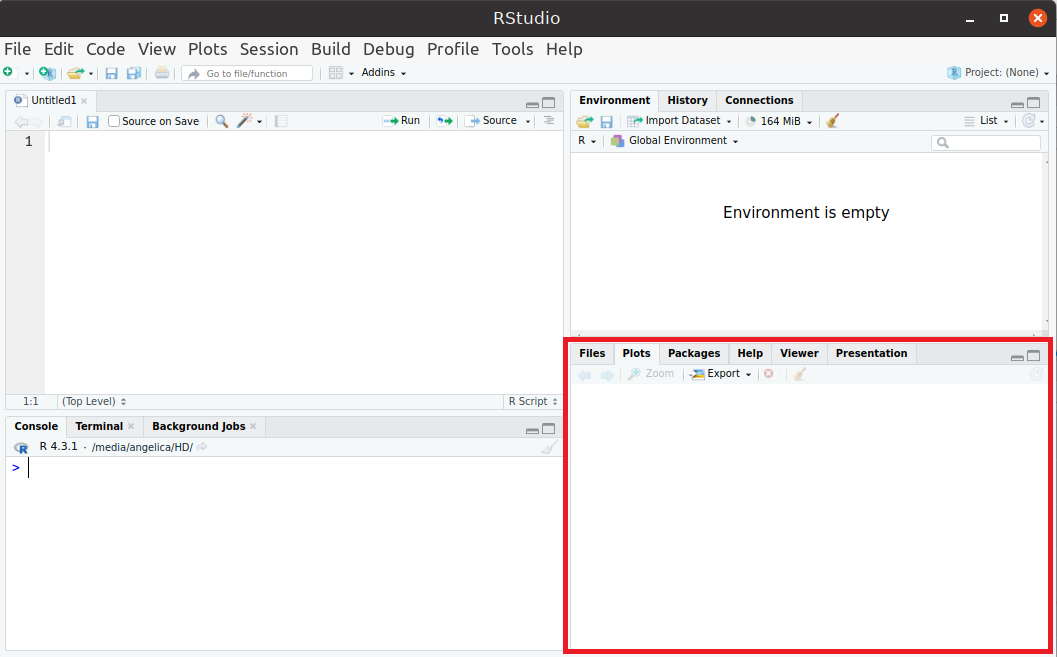 RStudio
File Edit Code View Plots Session Build Debug Profile Tools Help
Go to file/function Addins Project: (None)
Untitled1
Source on Save Run Source
1
1:1 (Top Level) R Script
Console Terminal Background Jobs
R 4.3.1 · /media/angelica/HD/
>
Environment History Connections
Import Dataset 164 MiB List
R Global Environment
Environment is empty
Files Plots Packages Help Viewer Presentation
Zoom Export